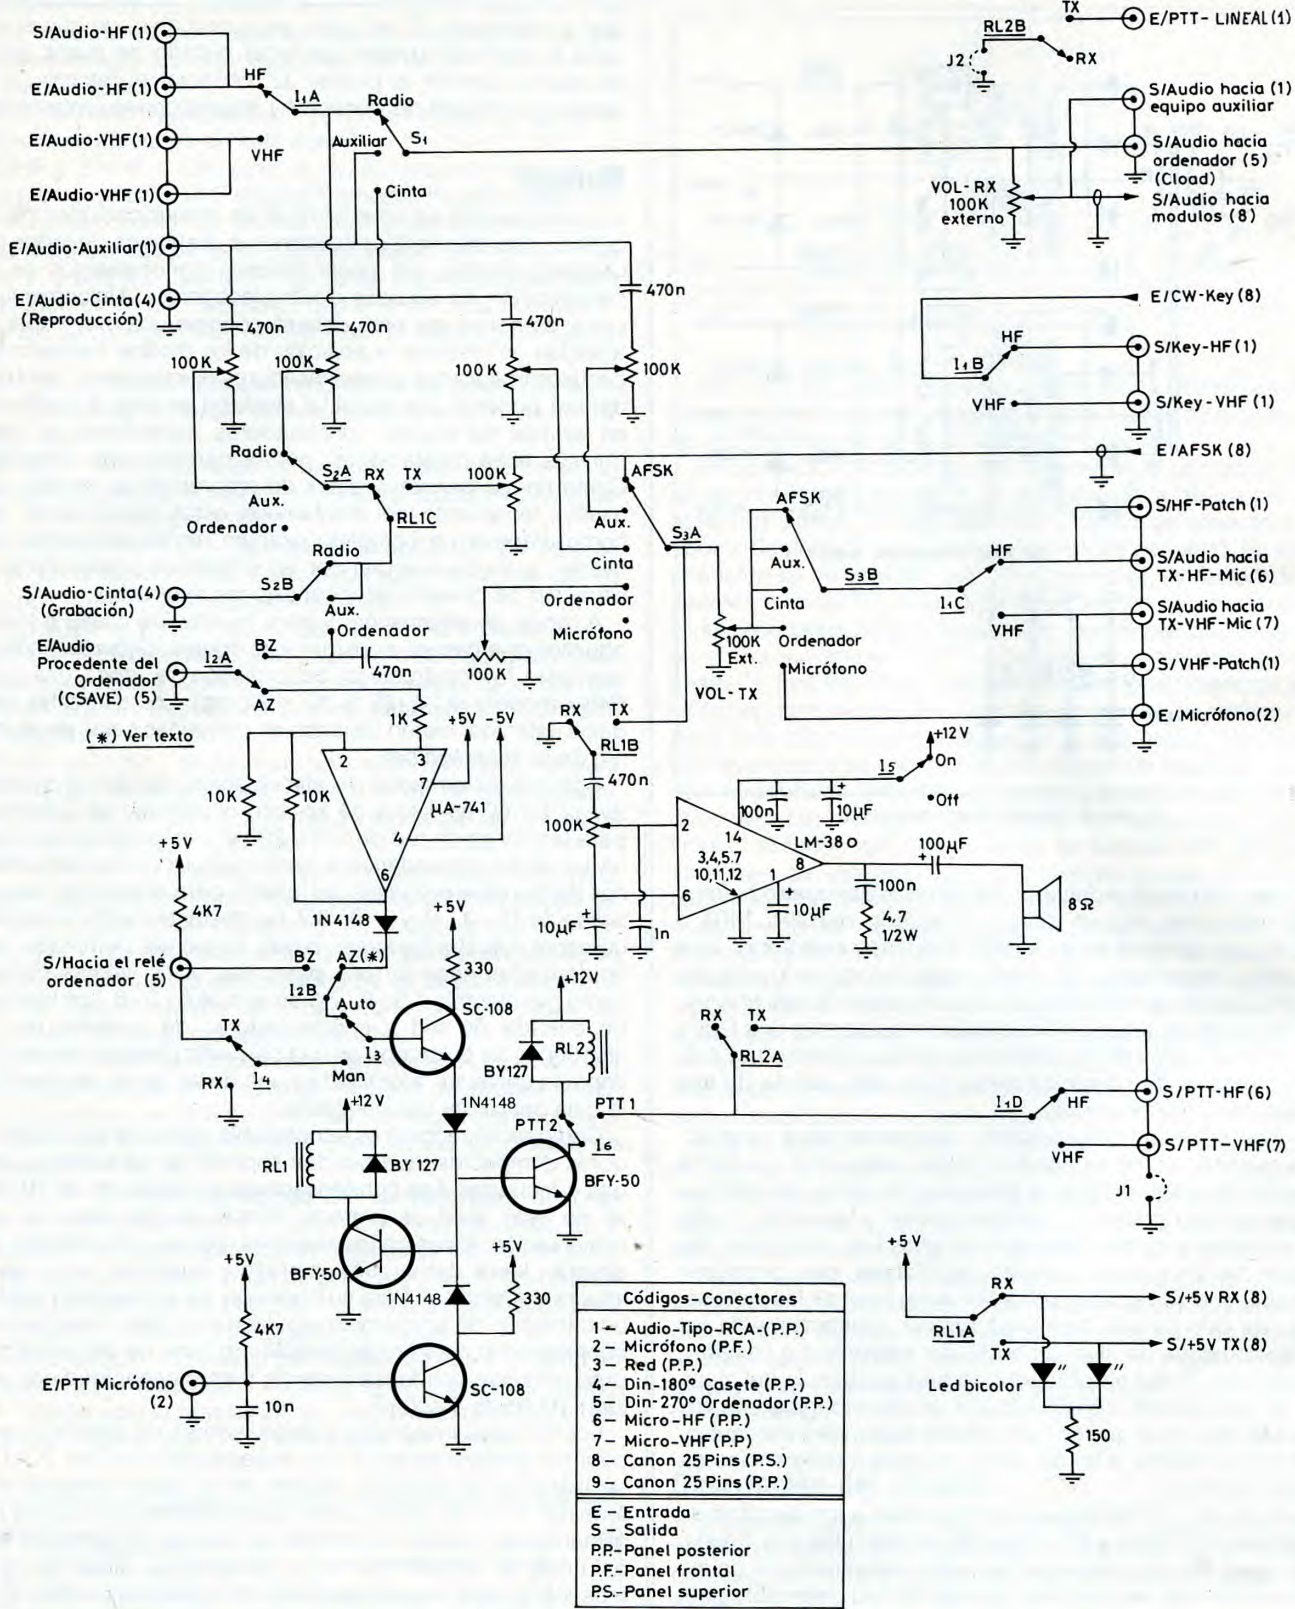 S/Audio-HF(1)
E/Audio-HF(1)
E/Audio-VHF(1)
E/Audio-VHF(1)
E/Audio-Auxiliar(1)
E/Audio-Cinta(4)
(Reproducción)
HF
I1A
VHF
Radio
Auxiliar
S1
Cinta
TX
E/PTT- LINEAL(1)
RL2B
J2
RX
S/Audio hacia (1)
equipo auxiliar
S/Audio hacia
ordenador (5)
(Cload)
VOL-RX
100K
externo
S/Audio hacia
modulos (8)
470n
470n
470n
470n
100K
100K
100K
100K
E/CW-Key (8)
HF
I1B
VHF
S/Key-HF(1)
S/Key-VHF (1)
E/AFSK (8)
Radio
S2A
RX
TX
100K
Aux.
Ordenador
RL1C
AFSK
Aux.
S3A
Cinta
Ordenador
Micrófono
AFSK
Aux.
S3B
Cinta
Ordenador
Micrófono
100K
Ext.
VOL-TX
HF
I1C
VHF
S/HF-Patch (1)
S/Audio hacia
TX-HF-Mic(6)
S/Audio hacia
TX-VHF-Mic(7)
S/VHF-Patch(1)
E/Micrófono(2)
Radio
S2B
Aux.
Ordenador
S/Audio-Cinta(4)
(Grabación)
E/Audio
Procedente del
Ordenador
(CSAVE) (5)
I2A
BZ
AZ
470n
100K
(*) Ver texto
1K
+5V
-5V
2
3
7
μA-741
4
6
10K
10K
RX
TX
RL1B
470n
100K
10μF
1n
2
6
14
3,4,5.7
10,11,12
1
8
LM-380
100n
10μF
10μF
I5
+12V
On
Off
100μF
100n
4.7
1/2W
8Ω
+5V
4K7
S/Hacia el relé
ordenador (5)
1N4148
BZ
AZ(*)
I2B
Auto
I3
TX
I4
Man
RX
+5V
330
SC-108
+12V
RL2
BY127
1N4148
PTT1
PTT2
I6
BFY-50
RX
TX
RL2A
I1D
HF
VHF
S/PTT-HF(6)
S/PTT-VHF(7)
J1
+12V
RL1
BY 127
BFY-50
1N4148
+5V
330
+5V
4K7
E/PTT Micrófono
(2)
10n
SC-108
+5V
RX
RL1A
TX
S/+5V RX (8)
S/+5V TX (8)
Led bicolor
150
Códigos-Conectores
1- Audio-Tipo-RCA-(P.P.)
2- Micrófono (P.F.)
3- Red (P.P.)
4- Din-180° Casete (P.P.)
5- Din-270° Ordenador(P.P.)
6- Micro-HF (P.P.)
7- Micro-VHF(P.P)
8- Canon 25Pins (P.S.)
9- Canon 25Pins (P.P.)
E - Entrada
S - Salida
P.P.-Panel posterior
P.F.-Panel frontal
P.S.-Panel superior